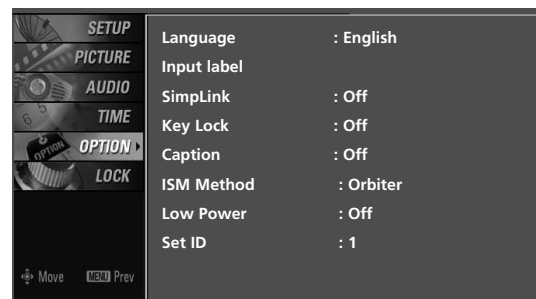 SETUP
PICTURE
AUDIO
TIME
OPTION
LOCK
Move MENU Prev
Language : English
Input label
SimpLink : Off
Key Lock : Off
Caption : Off
ISM Method : Orbiter
Low Power : Off
Set ID : 1